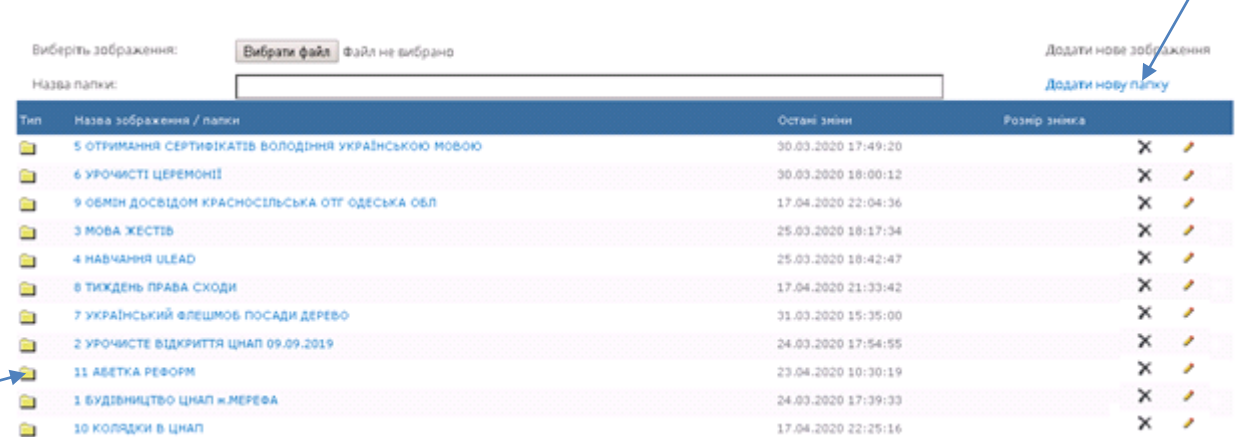 Виберіть зображення: Вибрати файл Файл не вибрано Додати нове зображення
Назва папки: Додати нову папку
Тип Назва зображення / папки Остані зміни Розмір знімка
5 ОТРИМАННЯ СЕРТИФІКАТІВ ВОЛОДІННЯ УКРАЇНСЬКОЮ МОВОЮ 30.03.2020 17:49:20
6 УРОЧИСТІ ЦЕРЕМОНІЇ 30.03.2020 18:00:12
9 ОБМІН ДОСВІДОМ КРАСНОСІЛЬСЬКА ОТГ ОДЕСЬКА ОБЛ 17.04.2020 22:04:36
3 МОВА ЖЕСТІВ 25.03.2020 18:17:34
4 НАВЧАННЯ ULEAD 25.03.2020 18:42:47
8 ТИЖДЕНЬ ПРАВА СХОДИ 17.04.2020 21:33:42
7 УКРАЇНСЬКИЙ ФЛЕШМОБ ПОСАДИ ДЕРЕВО 31.03.2020 15:35:00
2 УРОЧИСТЕ ВІДКРИТТЯ ЦНАП 09.09.2019 24.03.2020 17:54:55
11 АБЕТКА РЕФОРМ 23.04.2020 10:30:19
1 БУДІВНИЦТВО ЦНАП м.МЕРЕФА 24.03.2020 17:39:33
10 КОЛЯДКИ В ЦНАП 17.04.2020 22:25:16